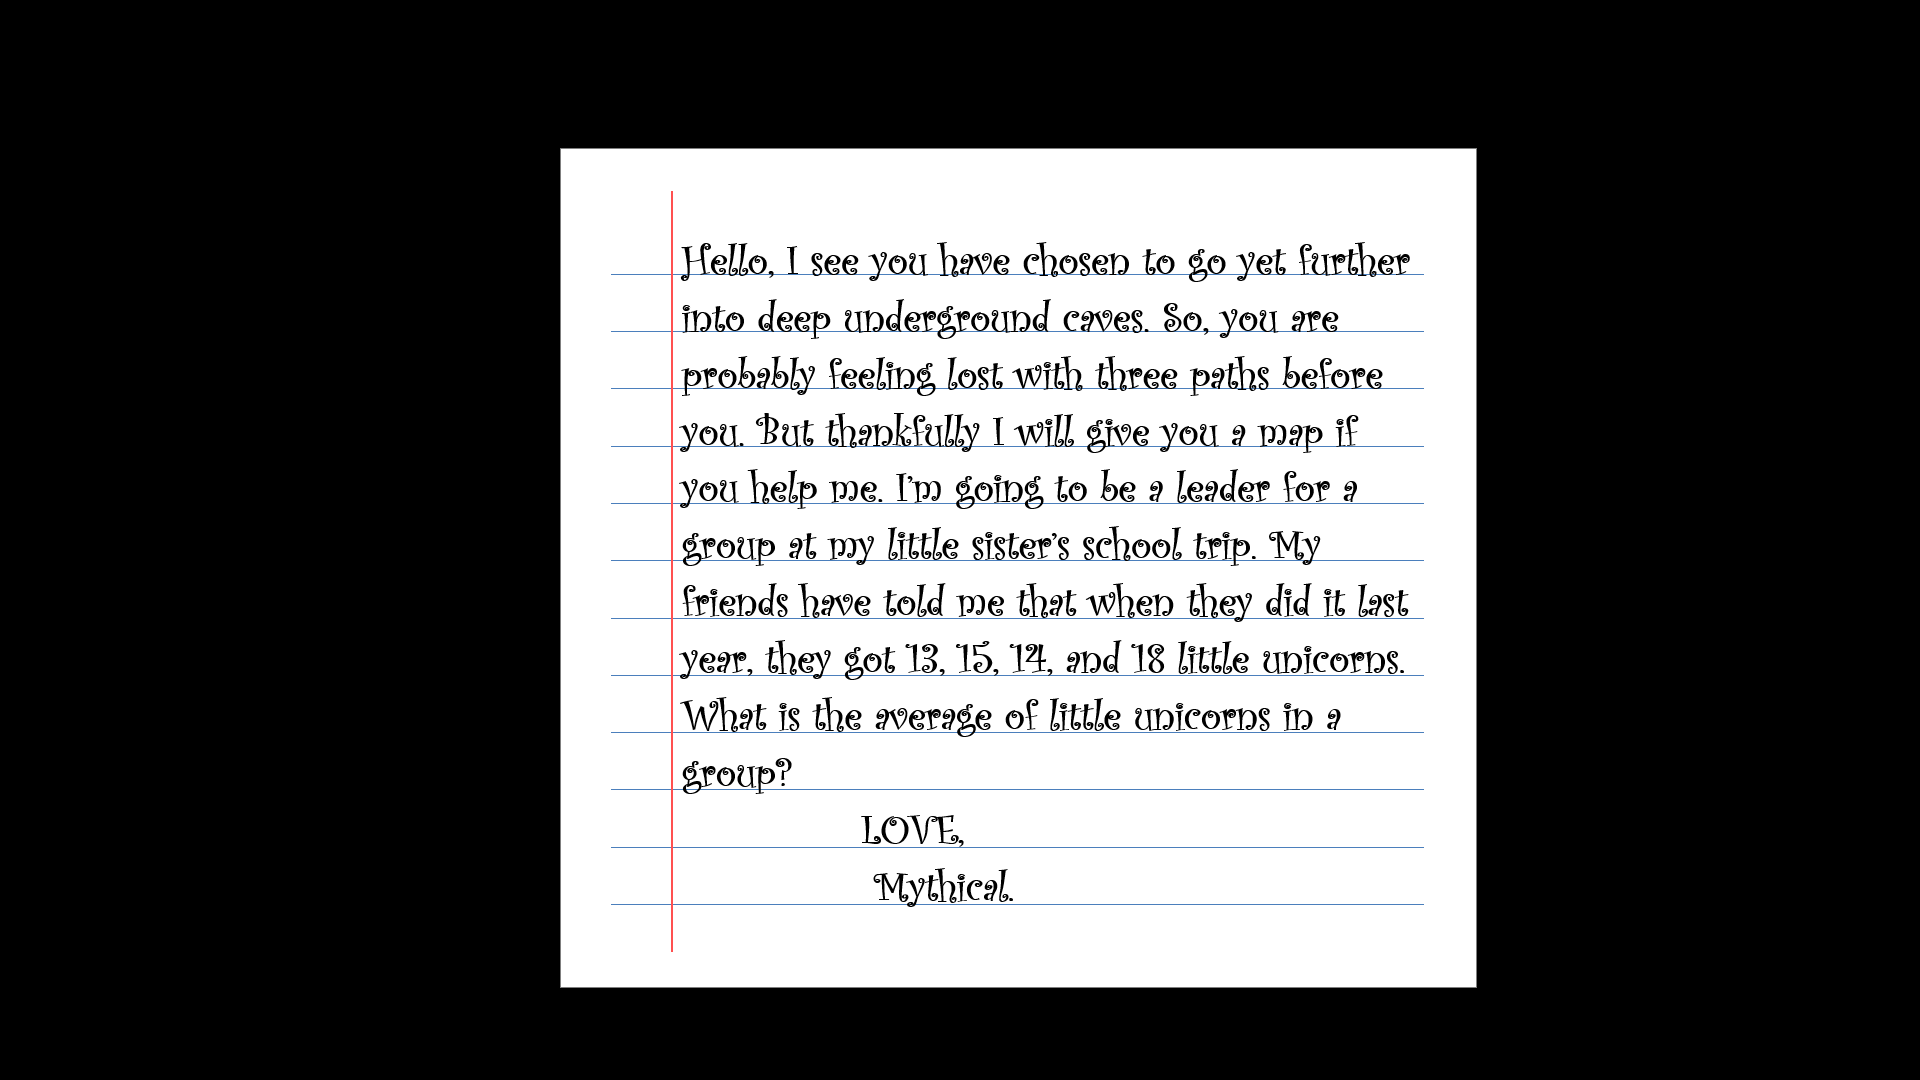 Hello, I see you have chosen to go yet further
into deep underground caves. So, you are
probably feeling lost with three paths before
you. But thankfully I will give you a map if
you help me. I'm going to be a leader for a
group at my little sister's school trip. My
friends have told me that when they did it last
year, they got 13, 15, 14, and 18 little unicorns.
What is the average of little unicorns in a
group?
LOVE,
Mythical.